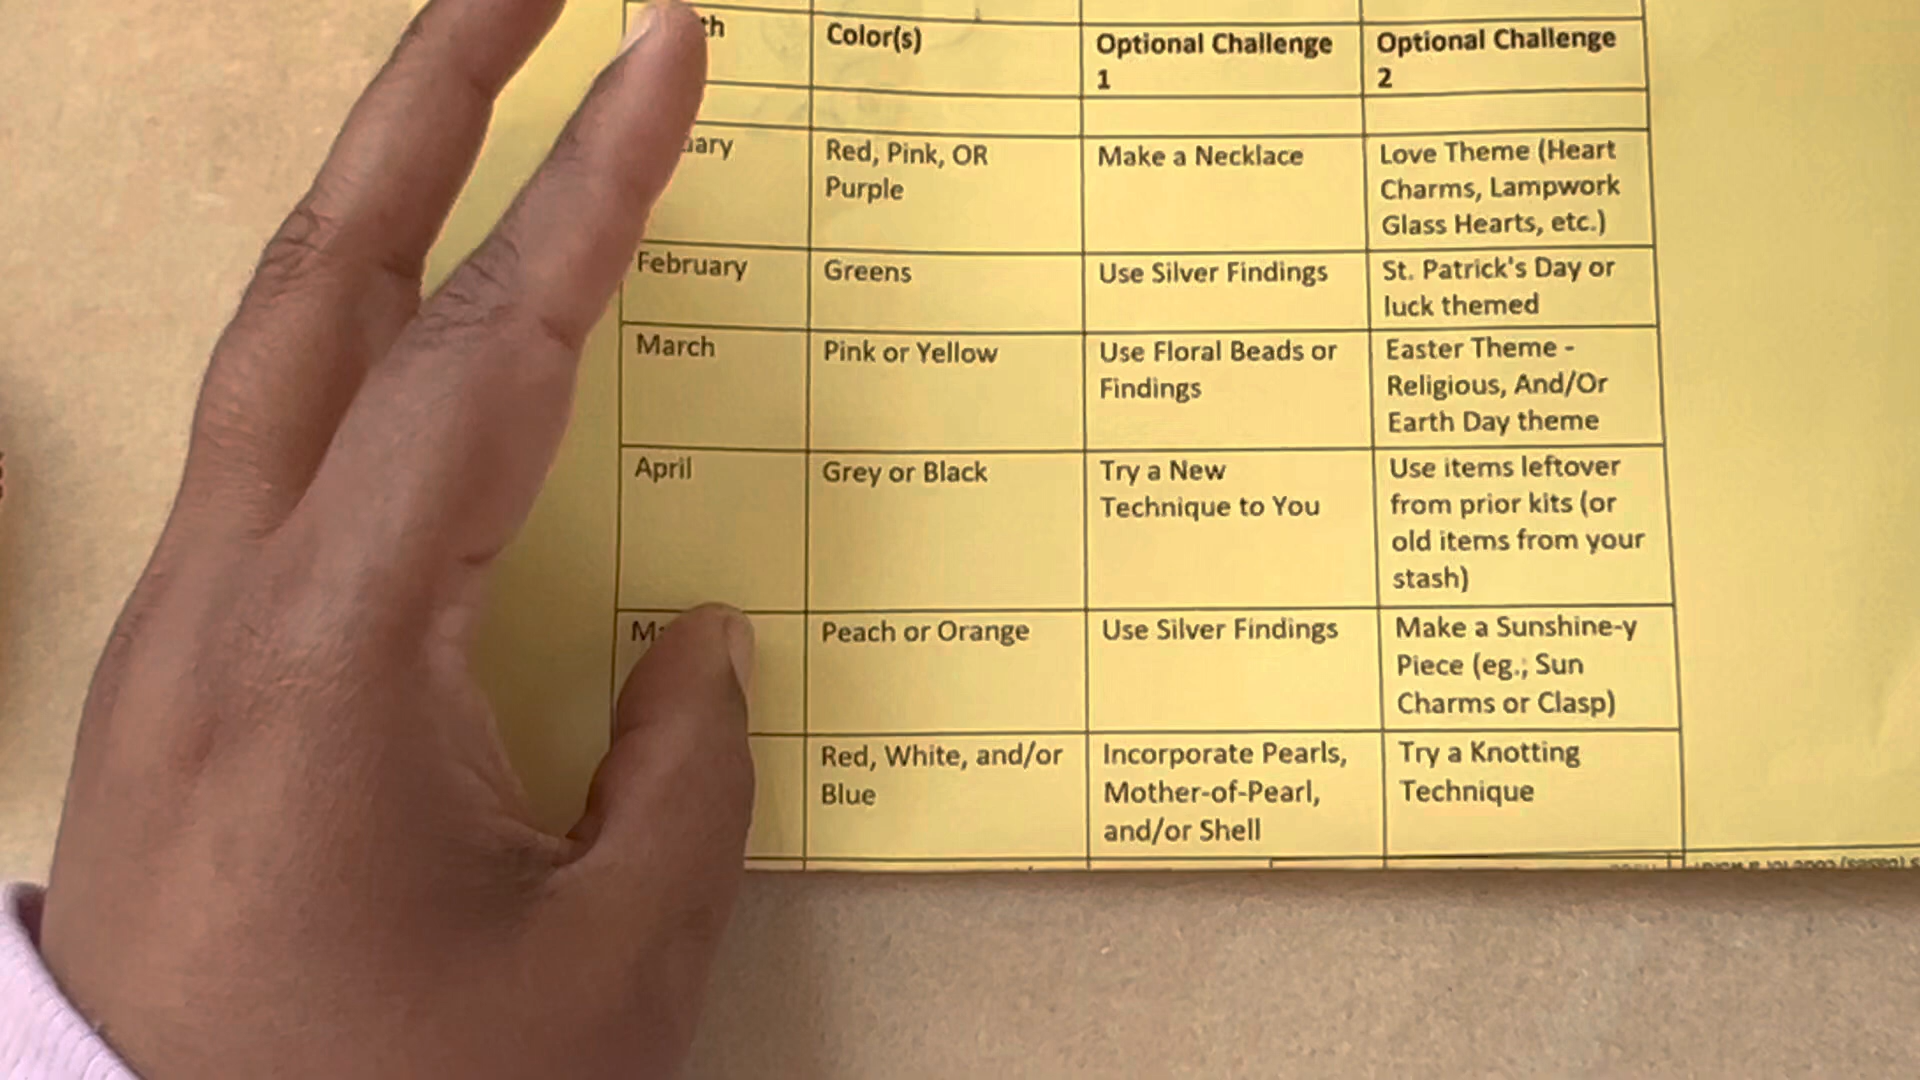 Color(s)
Optional Challenge
1
Optional Challenge
2
Red, Pink, OR
Purple
Make a Necklace
Love Theme (Heart
Charms, Lampwork
Glass Hearts, etc.)
February
Greens
Use Silver Findings
St. Patrick's Day or
luck themed
March
Pink or Yellow
Use Floral Beads or
Findings
Easter Theme -
Religious, And/Or
Earth Day theme
April
Grey or Black
Try a New
Technique to You
Use items leftover
from prior kits (or
old items from your
stash)
Peach or Orange
Use Silver Findings
Make a Sunshine-y
Piece (eg.; Sun
Charms or Clasp)
Red, White, and/or
Blue
Incorporate Pearls,
Mother-of-Pearl,
and/or Shell
Try a Knotting
Technique